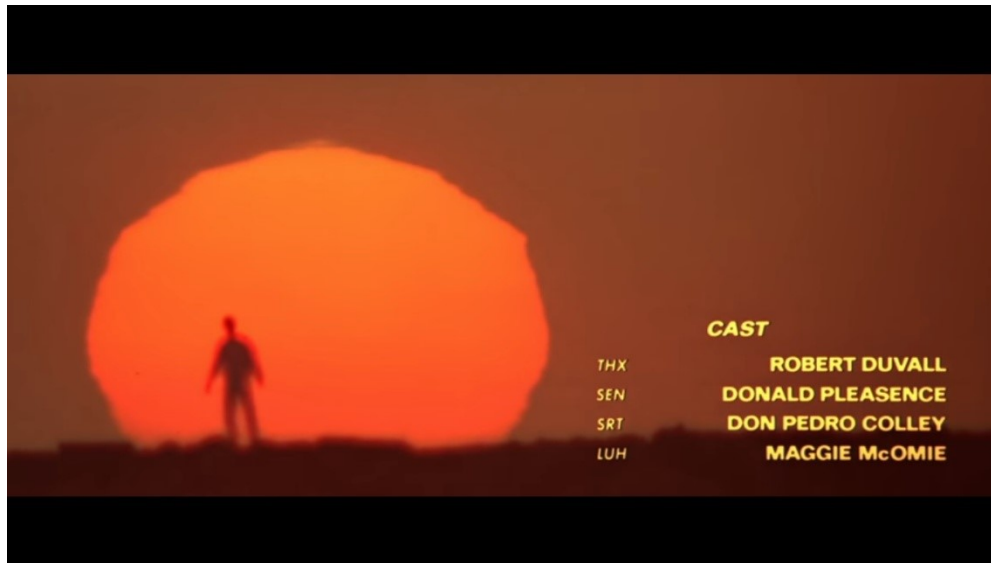 CAST
THX ROBERT DUVALL
SEN DONALD PLEASENCE
SRT DON PEDRO COLLEY
LUH MAGGIE McOMIE